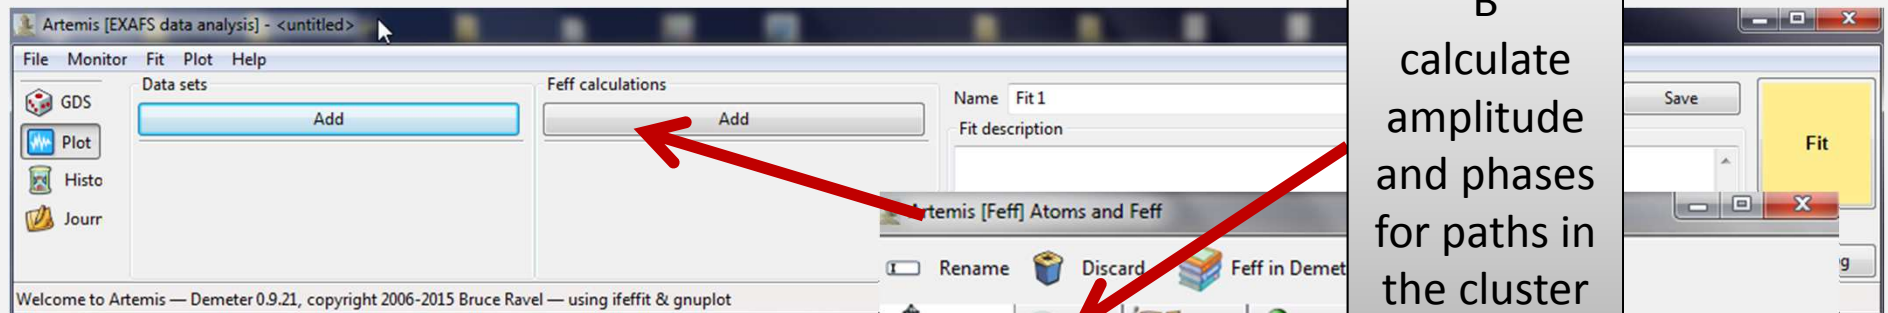 Artemis [EXAFS data analysis] - <untitled>
File Monitor Fit Plot Help
GDS
Plot
Histo
Jourr
Data sets
Add
Feff calculations
Add
Name Fit 1
Fit description
Save
Fit
Welcome to Artemis — Demeter 0.9.21, copyright 2006-2015 Bruce Ravel — using ifeffit & gnuplot
Artemis [Feff] Atoms and Feff
Rename Discard Feff in Demet
B
calculate
amplitude
and phases
for paths in
the cluster